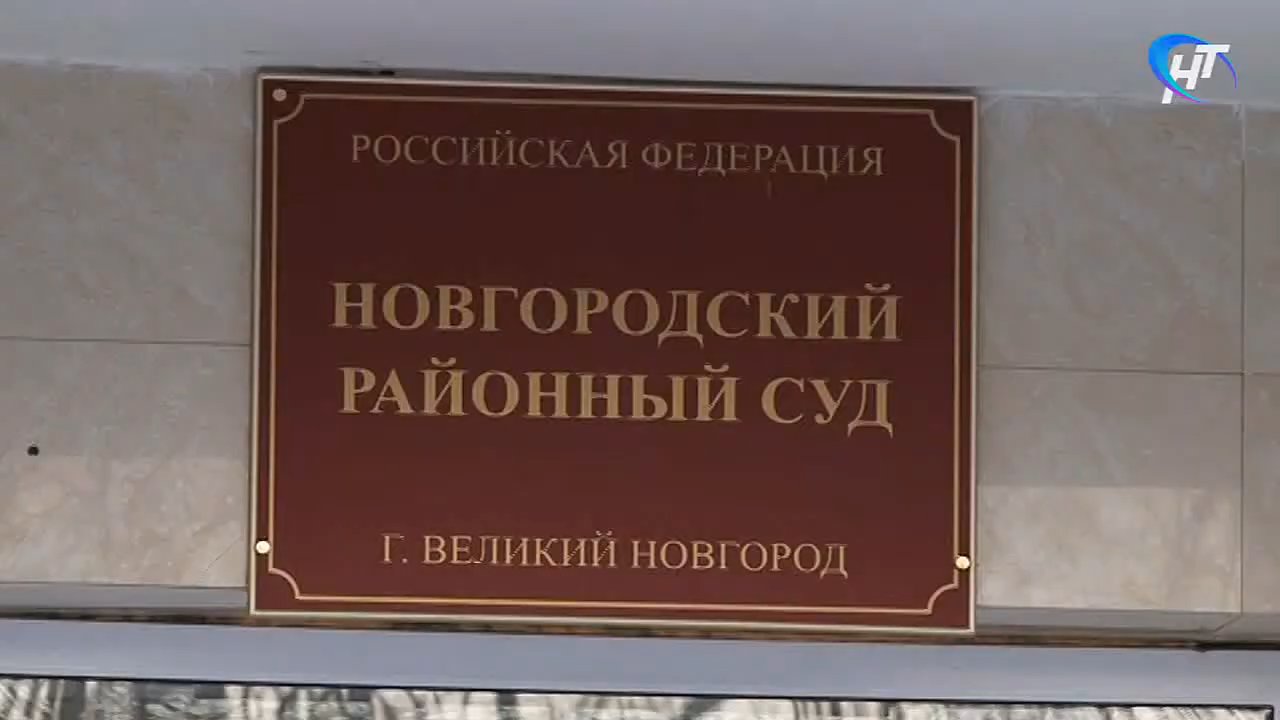 НТ
РОССИЙСКАЯ ФЕДЕРАЦИЯ
НОВГОРОДСКИЙ
РАЙОННЫЙ СУД
Г. ВЕЛИКИЙ НОВГОРОД